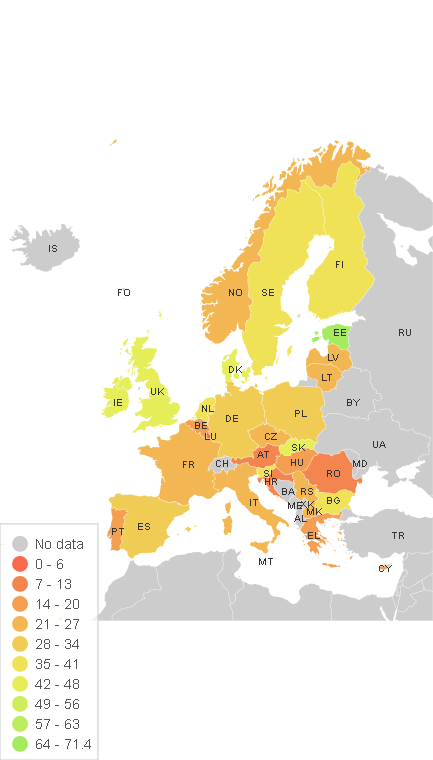 IS
FO
NO
SE
FI
RU
EE
LV
LT
DK
IE
UK
NL
BY
BE
DE
PL
LU
CZ
UA
SK
FR
CH
AT
HU
MD
SI
RO
HR
BA
RS
BG
IT
ME
XK
MK
AL
PT
ES
EL
TR
MT
CY
No data
0 - 6
7 - 13
14 - 20
21 - 27
28 - 34
35 - 41
42 - 48
49 - 56
57 - 63
64 - 71.4